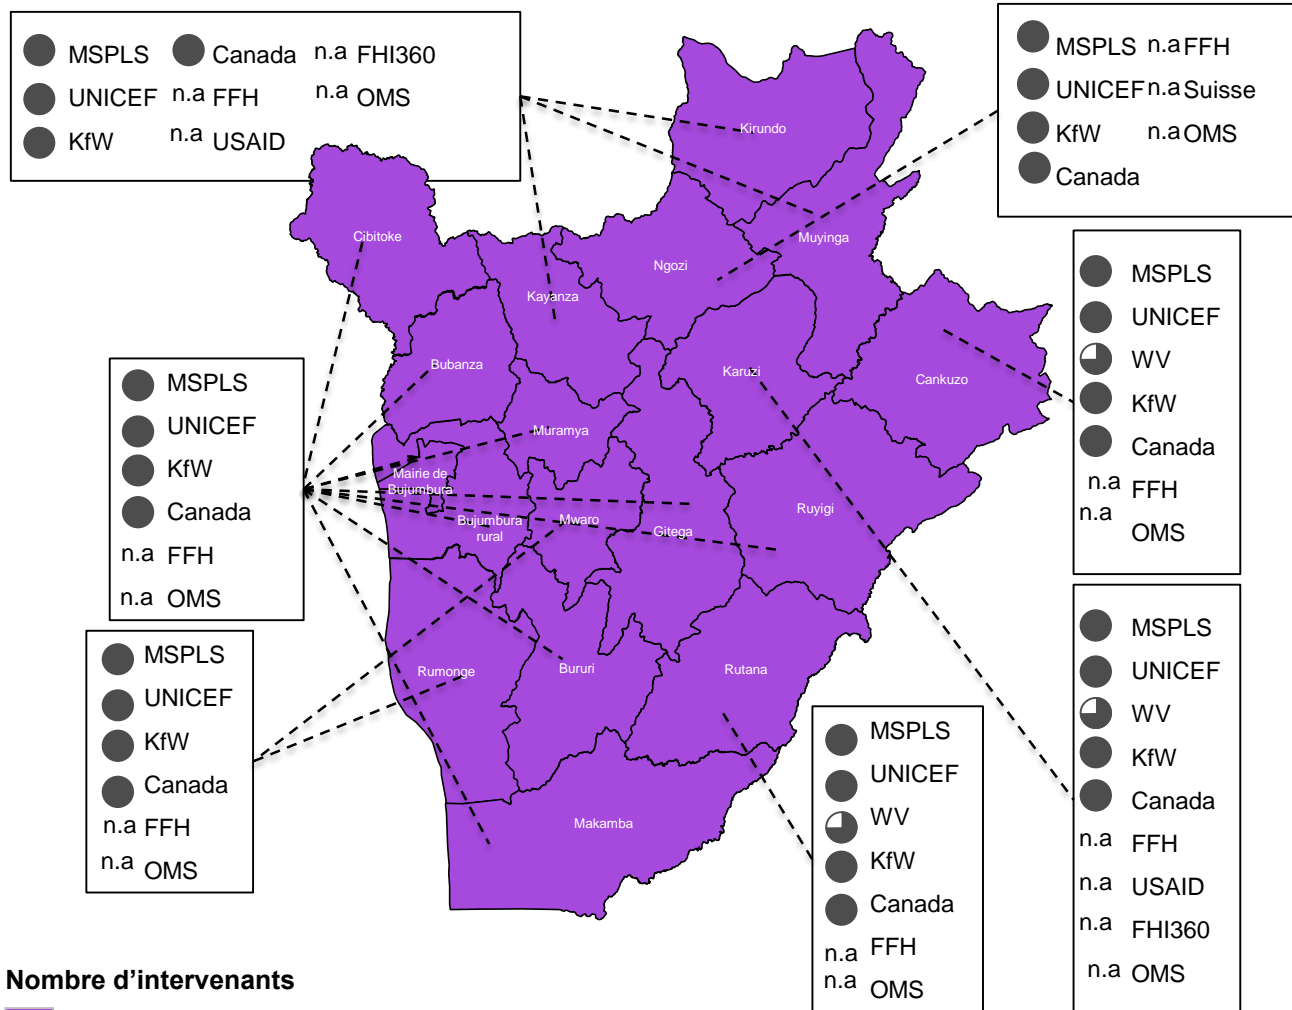 MSPLS Canada n.a FHI360
UNICEF n.a FFH n.a OMS
KfW n.a USAID
MSPLS n.a FFH
UNICEF n.a Suisse
KfW n.a OMS
Canada
Kirundo
Cibitoke
Muyinga
Ngozi
Kayanza
Bubanza
Karuzi
Cankuzo
Muramya
Mairie de
Bujumbura
Bujumbura
rural
Mwaro
Gitega
Ruyigi
Rumonge
Bururi
Rutana
Makamba
MSPLS
UNICEF
WV
KfW
Canada
n.a FFH
n.a OMS
MSPLS
UNICEF
KfW
Canada
n.a FFH
n.a OMS
MSPLS
UNICEF
KfW
Canada
n.a FFH
n.a OMS
MSPLS
UNICEF
WV
KfW
Canada
n.a FFH
n.a OMS
MSPLS
UNICEF
WV
KfW
Canada
n.a FFH
n.a USAID
n.a FHI360
n.a OMS
Nombre d’intervenants